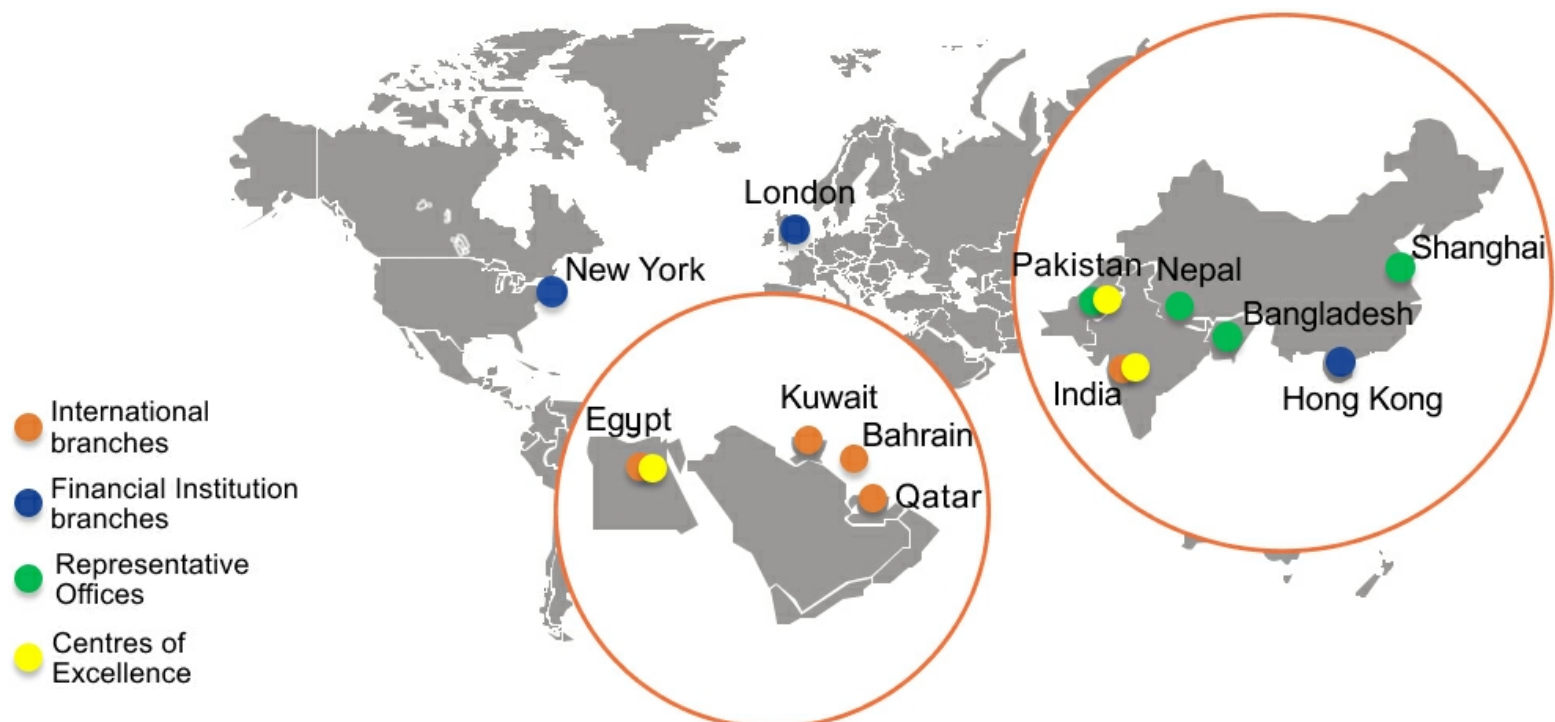 London
New York
Pakistan
Nepal
Shanghai
Bangladesh
India
Hong Kong
Egypt
Kuwait
Bahrain
Qatar
International
branches
Financial Institution
branches
Representative
Offices
Centres of
Excellence